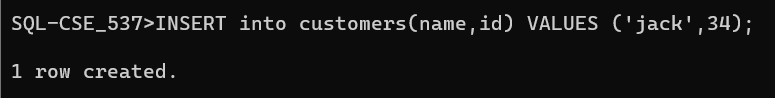 SQL-CSE_537>INSERT into customers(name,id) VALUES ('jack',34);
1 row created.